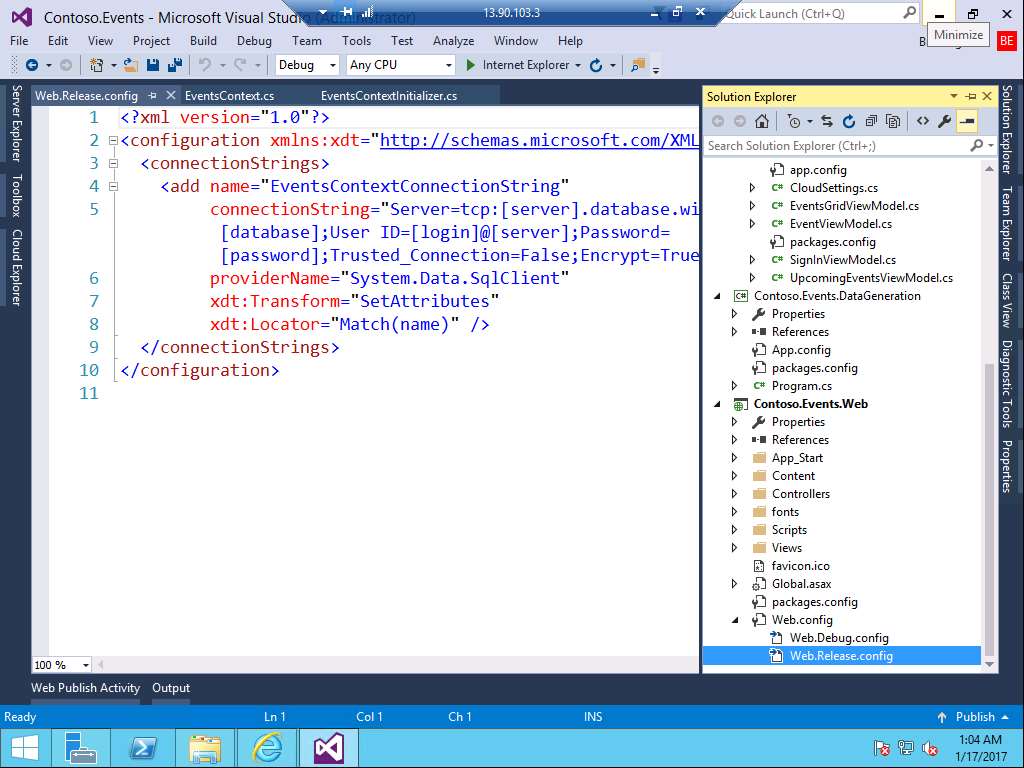 Contoso.Events - Microsoft Visual Studio (Administrator)
13.90.103.3
Quick Launch (Ctrl+Q)
File Edit View Project Build Debug Team Tools Test Analyze Window Help
Minimize
BE
Debug Any CPU Internet Explorer
Server Explorer
Toolbox
Cloud Explorer
Web.Release.config EventsContext.cs EventsContextInitializer.cs
1 <?xml version="1.0"?>
2 <configuration xmlns:xdt="http://schemas.microsoft.com/XML
3 <connectionStrings>
4 <add name="EventsContextConnectionString"
5 connectionString="Server=tcp:[server].database.wi
[database];User ID=[login]@[server];Password=
[password];Trusted_Connection=False;Encrypt=True
6 providerName="System.Data.SqlClient"
7 xdt:Transform="SetAttributes"
8 xdt:Locator="Match(name)" />
9 </connectionStrings>
10 </configuration>
11
100 %
Solution Explorer
Search Solution Explorer (Ctrl+;)
app.config
C# CloudSettings.cs
C# EventsGridViewModel.cs
C# EventViewModel.cs
packages.config
C# SignInViewModel.cs
C# UpcomingEventsViewModel.cs
C# Contoso.Events.DataGeneration
Properties
References
App.config
packages.config
C# Program.cs
Contoso.Events.Web
Properties
References
App_Start
Content
Controllers
fonts
Scripts
Views
favicon.ico
Global.asax
packages.config
Web.config
Web.Debug.config
Web.Release.config
Solution Explorer
Team Explorer
Class View
Diagnostic Tools
Properties
Web Publish Activity Output
Ready Ln 1 Col 1 Ch 1 INS Publish
1:04 AM
1/17/2017